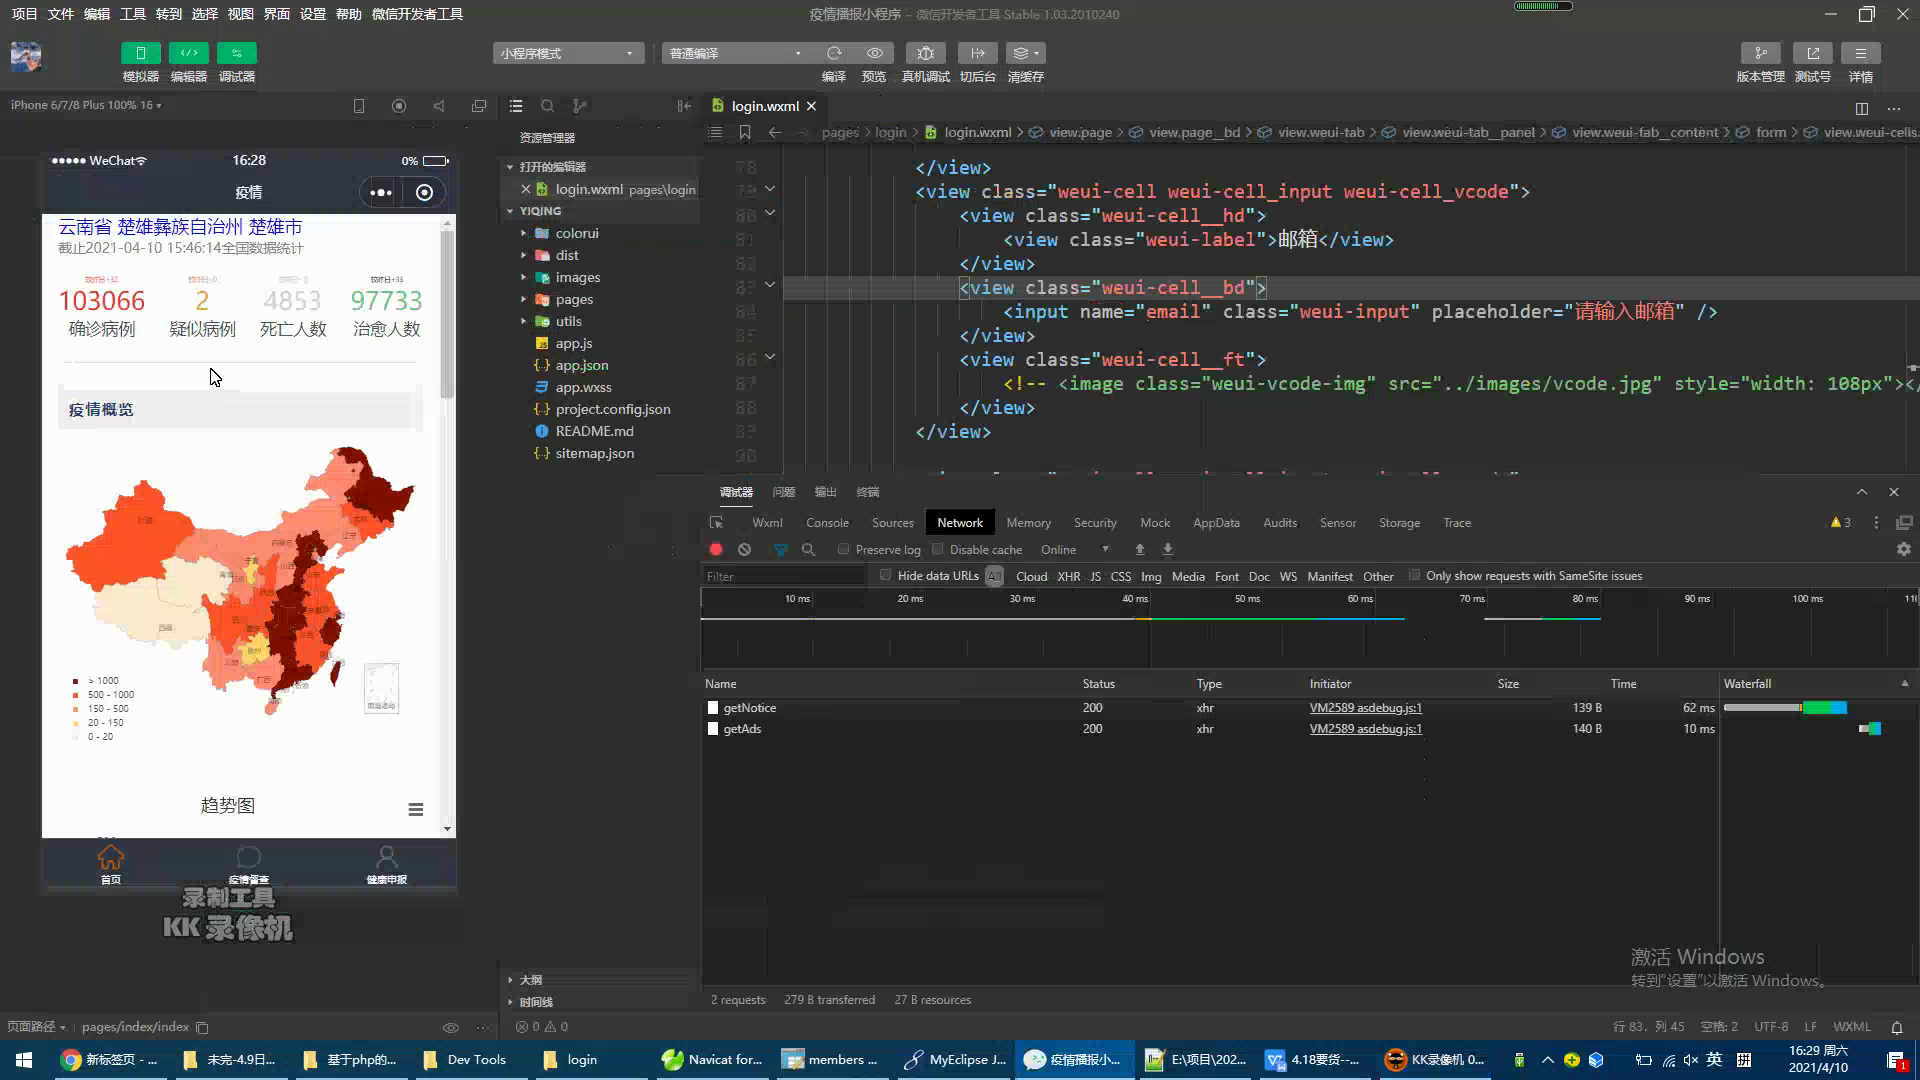 项目 文件 编辑 工具 转到 选择 视图 界面 设置 帮助 微信开发者工具
疫情播报小程序 - 微信开发者工具 Stable 1.03.2010240
小程序模式
普通编译
模拟器 编辑器 调试器
编译 预览 真机调试 切后台 清缓存
版本管理 测试号 详情
iPhone 6/7/8 Plus 100% 16
login.wxml
资源管理器
pages > login > login.wxml > view.page > view.page__bd > view.weui-tab > view.weui-tab__panel > view.weui-tab__content > form > view.weui-cells
打开的编辑器
login.wxml pages\login
YIQING
colorui
dist
images
pages
utils
app.js
app.json
app.wxss
project.config.json
README.md
sitemap.json
大纲
时间线
WeChat
16:28
0%
疫情
云南省 楚雄彝族自治州 楚雄市
截止2021-04-10 15:46:14全国数据统计
103066 2 4853 97733
确诊病例 疑似病例 死亡人数 治愈人数
疫情概览
> 1000
500 - 1000
150 - 500
20 - 150
0 - 20
南海诸岛
趋势图
首页 疫情督查 健康申报
录制工具
KK 录像机
78 </view>
79 <view class="weui-cell weui-cell_input weui-cell_vcode">
80 <view class="weui-cell__hd">
81 <view class="weui-label">邮箱</view>
82 </view>
83 <view class="weui-cell__bd">
84 <input name="email" class="weui-input" placeholder="请输入邮箱" />
85 </view>
86 <view class="weui-cell__ft">
87 <!-- <image class="weui-vcode-img" src="../images/vcode.jpg" style="width: 108px"></
88 </view>
89 </view>
90
调试器 问题 输出 终端
Wxml Console Sources Network Memory Security Mock AppData Audits Sensor Storage Trace
3
Preserve log Disable cache Online
Filter
Hide data URLs All Cloud XHR JS CSS Img Media Font Doc WS Manifest Other Only show requests with SameSite issues
10 ms 20 ms 30 ms 40 ms 50 ms 60 ms 70 ms 80 ms 90 ms 100 ms
Name Status Type Initiator Size Time Waterfall
getNotice 200 xhr VM2589 asdebug.js:1 139 B 62 ms
getAds 200 xhr VM2589 asdebug.js:1 140 B 10 ms
激活 Windows
转到"设置"以激活 Windows。
2 requests 279 B transferred 27 B resources
页面路径 pages/index/index
0 0
行 83，列 45 空格: 2 UTF-8 LF WXML
新标签页 - ...
未完-4.9日...
基于php的...
Dev Tools
login
Navicat for...
members ...
MyEclipse J...
疫情播报小...
E:\项目\202...
4.18要货--...
KK录像机 0...
英
16:29 周六
2021/4/10
1